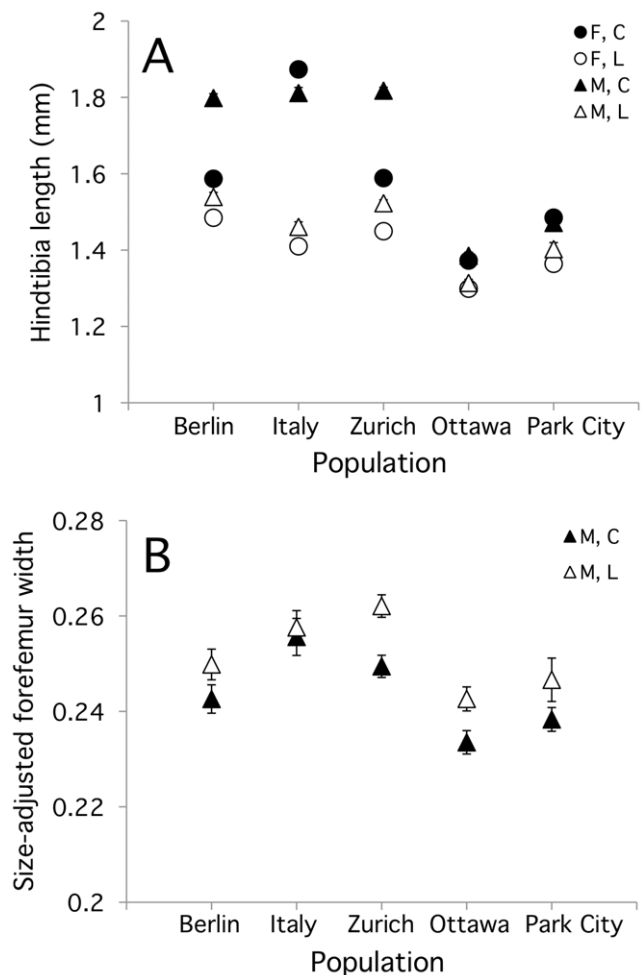 A
Hindtibia length (mm)
2
1.8
1.6
1.4
1.2
1
F, C
F, L
M, C
M, L
Berlin Italy Zurich Ottawa Park City
Population
B
Size-adjusted forefemur width
0.28
0.26
0.24
0.22
0.2
M, C
M, L
Berlin Italy Zurich Ottawa Park City
Population